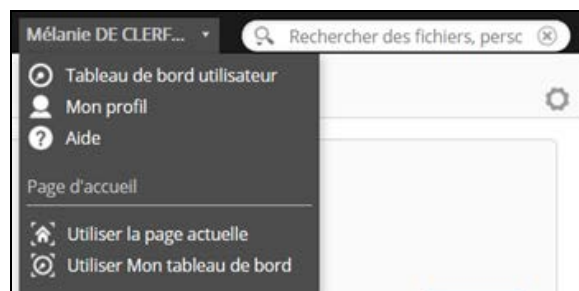 Mélanie DE CLERF... Rechercher des fichiers, persc
Tableau de bord utilisateur
Mon profil
Aide
Page d'accueil
Utiliser la page actuelle
Utiliser Mon tableau de bord